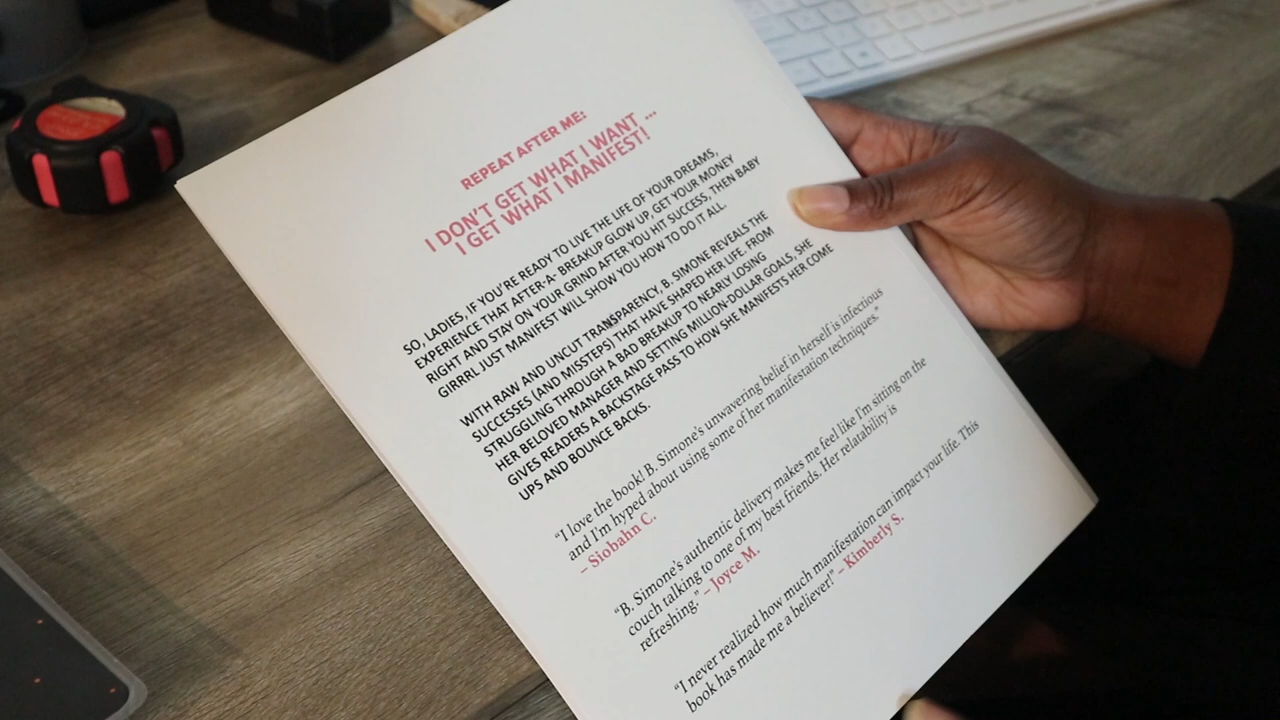 REPEAT AFTER ME:
I DON'T GET WHAT I WANT ...
I GET WHAT I MANIFEST!
SO, LADIES, IF YOU'RE READY TO LIVE THE LIFE OF YOUR DREAMS,
EXPERIENCE THAT AFTER-A- BREAKUP GLOW UP, GET YOUR MONEY
RIGHT AND STAY ON YOUR GRIND AFTER YOU HIT SUCCESS, THEN BABY
GIRRRL JUST MANIFEST WILL SHOW YOU HOW TO DO IT ALL.
WITH RAW AND UNCUT TRANSPARENCY, B. SIMONE REVEALS THE
SUCCESSES (AND MISSTEPS) THAT HAVE SHAPED HER LIFE. FROM
STRUGGLING THROUGH A BAD BREAKUP TO NEARLY LOSING
HER BELOVED MANAGER AND SETTING MILLION-DOLLAR GOALS, SHE
GIVES READERS A BACKSTAGE PASS TO HOW SHE MANIFESTS HER COME
UPS AND BOUNCE BACKS.
"I love the book! B. Simone's unwavering belief in herself is infectious
and I'm hyped about using some of her manifestation techniques."
– Siobahn C.
"B. Simone's authentic delivery makes me feel like I'm sitting on the
couch talking to one of my best friends. Her relatability is
refreshing." – Joyce M.
"I never realized how much manifestation can impact your life. This
book has made me a believer!" – Kimberly S.